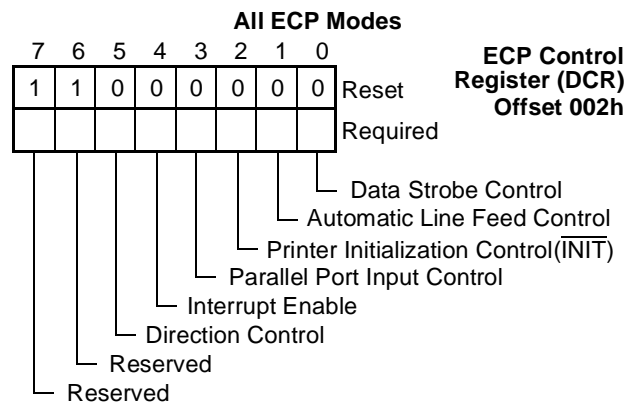 All ECP Modes
7 6 5 4 3 2 1 0
ECP Control
Register (DCR)
Offset 002h
1 1 0 0 0 0 0 0 Reset
Required
Data Strobe Control
Automatic Line Feed Control
Printer Initialization Control(INIT)
Parallel Port Input Control
Interrupt Enable
Direction Control
Reserved
Reserved